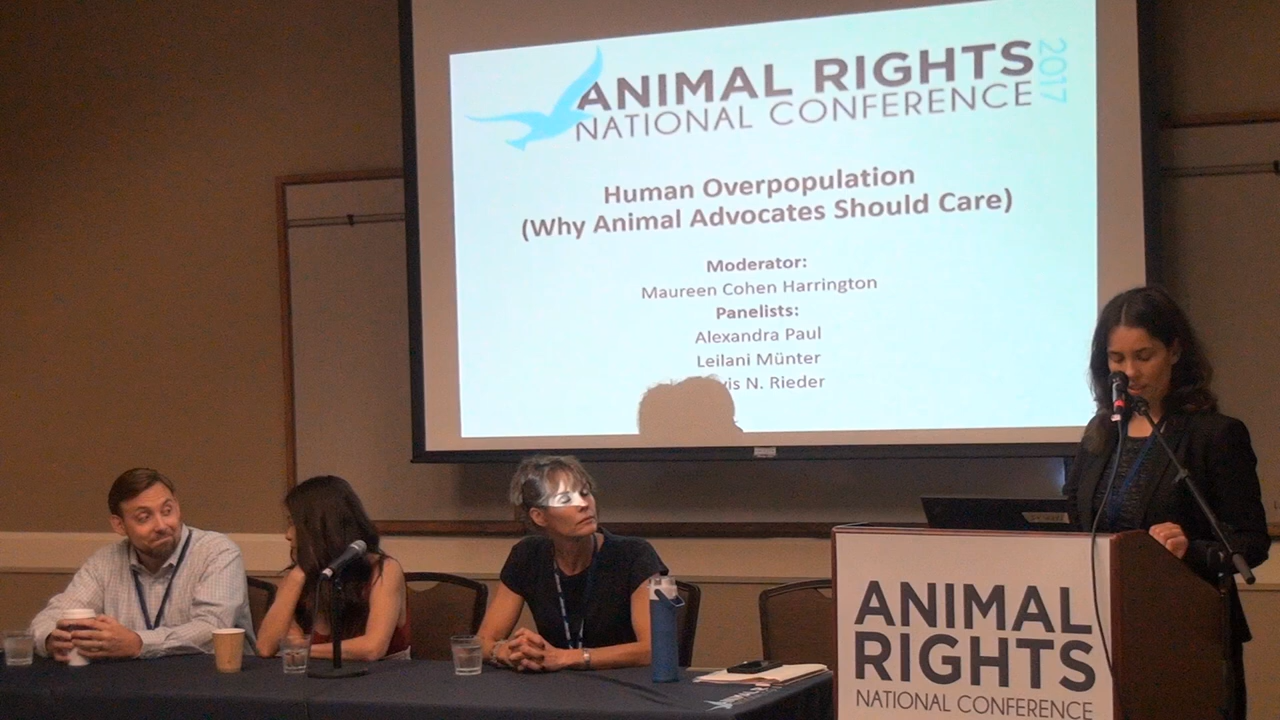 ANIMAL RIGHTS
NATIONAL CONFERENCE
2017
Human Overpopulation
(Why Animal Advocates Should Care)
Moderator:
Maureen Cohen Harrington
Panelists:
Alexandra Paul
Leilani Münter
N. Rieder
ANIMAL
RIGHTS
NATIONAL CONFERENCE